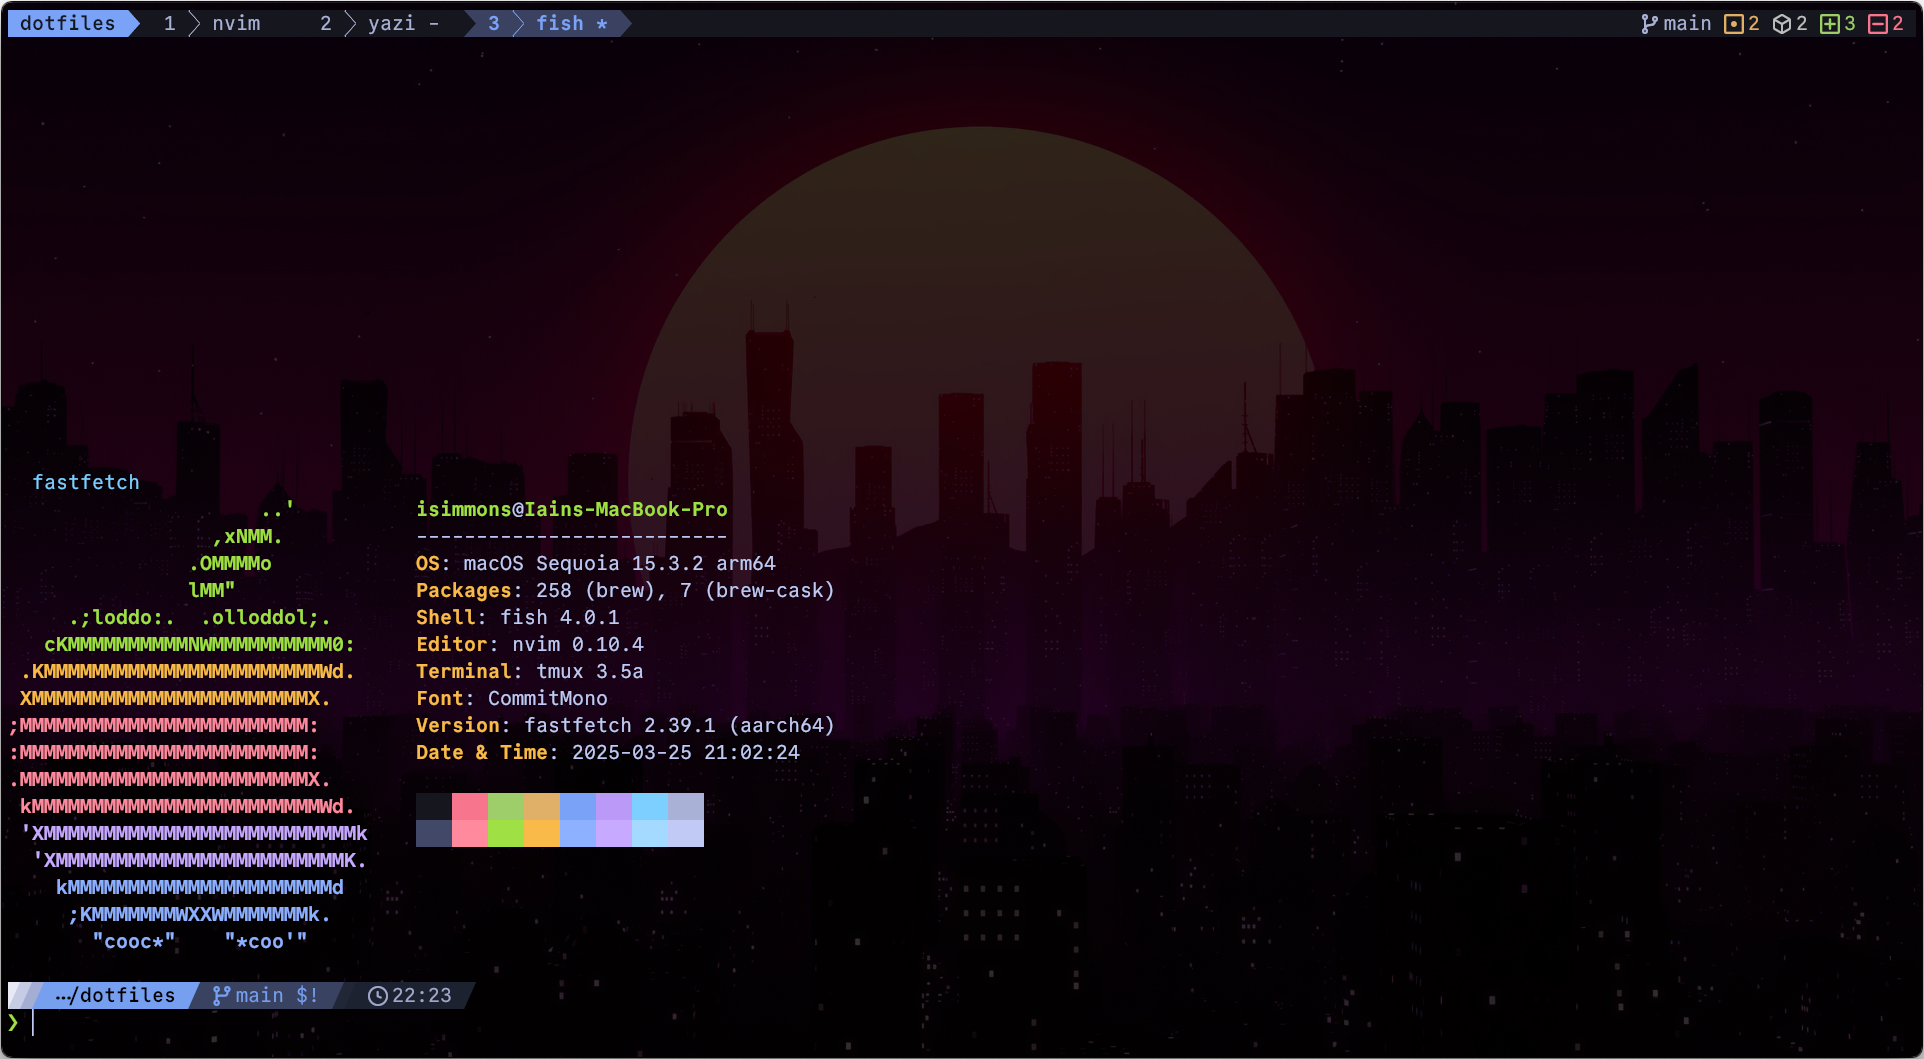 dotfiles 1 nvim 2 yazi - 3 fish * main 2 2 3 2
fastfetch
..'
,xNMM.
.OMMMMo
lMM"
.;loddo:. .olloddol;.
cKMMMMMMMMMMNWMMMMMMMMMM0:
.KMMMMMMMMMMMMMMMMMMMMMMMWd.
XMMMMMMMMMMMMMMMMMMMMMMMX.
;MMMMMMMMMMMMMMMMMMMMMMMM:
:MMMMMMMMMMMMMMMMMMMMMMMM:
.MMMMMMMMMMMMMMMMMMMMMMMMX.
kMMMMMMMMMMMMMMMMMMMMMMMMWd.
'XMMMMMMMMMMMMMMMMMMMMMMMMMMk
'XMMMMMMMMMMMMMMMMMMMMMMMMK.
kMMMMMMMMMMMMMMMMMMMMMMd
;KMMMMMMMWXXWMMMMMMMk.
"cooc*" "*coo'"
isimmons@Iains-MacBook-Pro
--------------------------
OS: macOS Sequoia 15.3.2 arm64
Packages: 258 (brew), 7 (brew-cask)
Shell: fish 4.0.1
Editor: nvim 0.10.4
Terminal: tmux 3.5a
Font: CommitMono
Version: fastfetch 2.39.1 (aarch64)
Date & Time: 2025-03-25 21:02:24
…/dotfiles main $! 22:23
❯